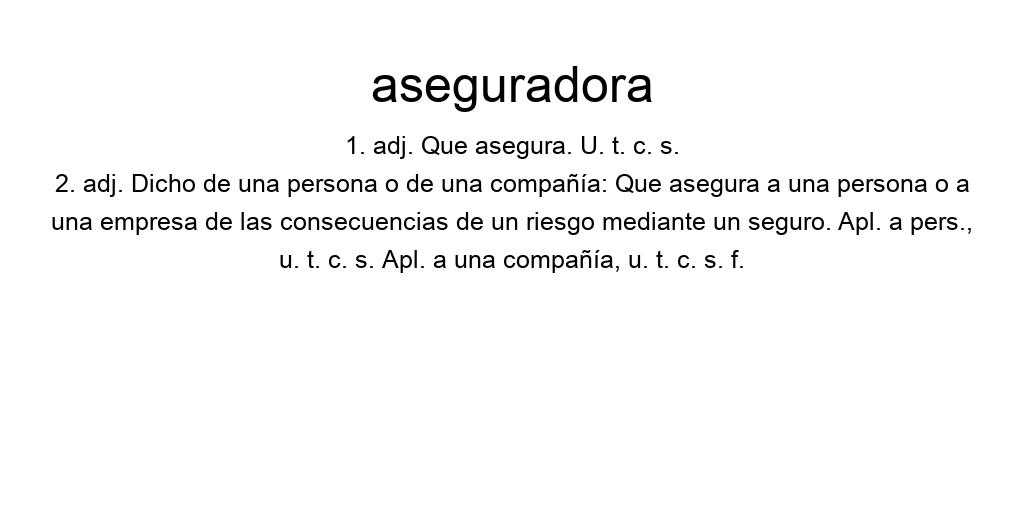 aseguradora
1. adj. Que asegura. U. t. c. s.
2. adj. Dicho de una persona o de una compañía: Que asegura a una persona o a
una empresa de las consecuencias de un riesgo mediante un seguro. Apl. a pers.,
u. t. c. s. Apl. a una compañía, u. t. c. s. f.